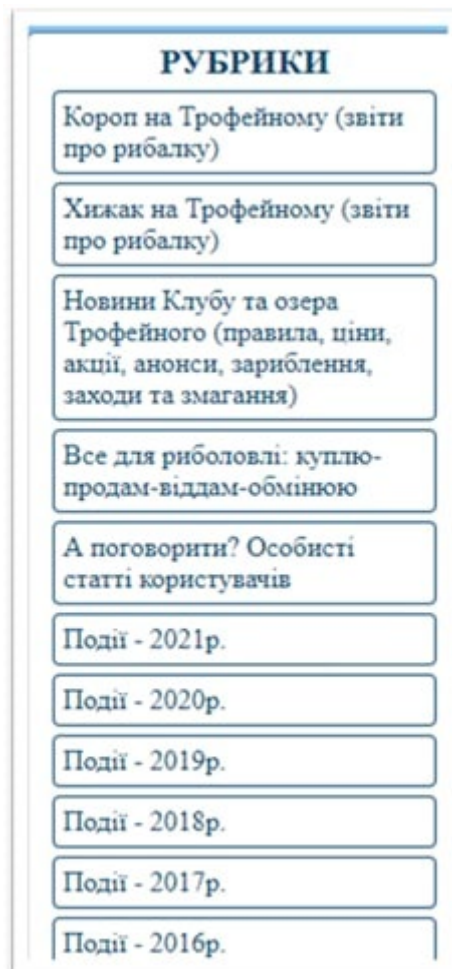 РУБРИКИ
Короп на Трофейному (звіти
про рибалку)
Хижак на Трофейному (звіти
про рибалку)
Новини Клубу та озера
Трофейного (правила, ціни,
акції, анонси, зариблення,
заходи та змагання)
Все для риболовлі: куплю-
продам-віддам-обмінюю
А поговорити? Особисті
статті користувачів
Події - 2021р.
Події - 2020р.
Події - 2019р.
Події - 2018р.
Події - 2017р.
Події - 2016р.